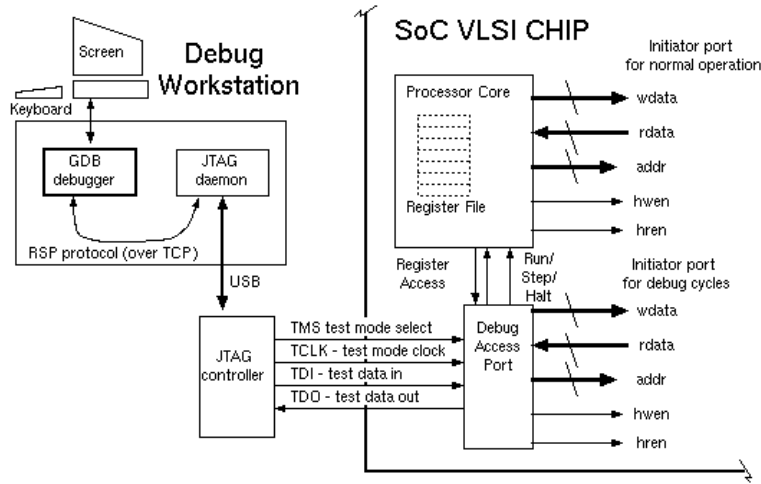 Screen
Debug
Workstation
Keyboard
GDB
debugger
JTAG
daemon
RSP protocol (over TCP)
USB
JTAG
controller
TMS test mode select
TCLK - test mode clock
TDI - test data in
TDO - test data out
SoC VLSI CHIP
Processor Core
Register File
Initiator port
for normal operation
wdata
rdata
addr
hwen
hren
Register
Access
Run/
Step/
Halt
Debug
Access
Port
Initiator port
for debug cycles
wdata
rdata
addr
hwen
hren